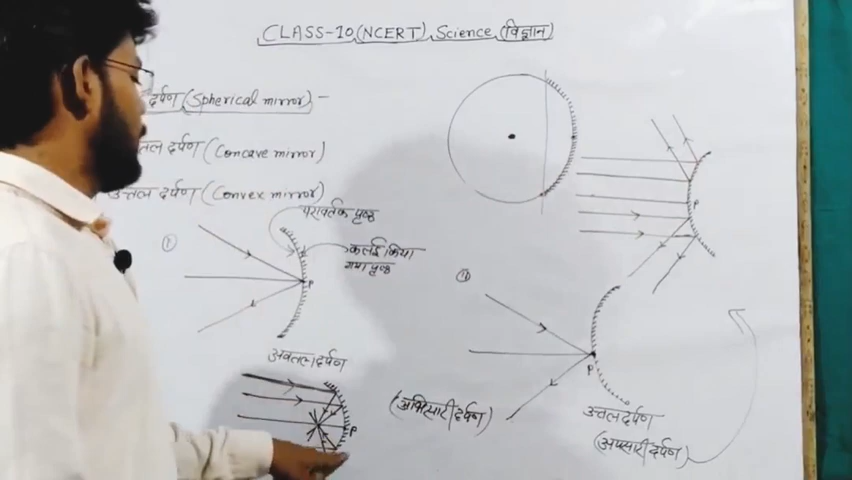 CLASS-10(NCERT) Science (विज्ञान)
दर्पण (Spherical mirror) -
दर्पण (Concave mirror)
उत्तल दर्पण (Convex mirror)
परावर्तक पृष्ठ
कलई किया
गया पृष्ठ
P
अवतल दर्पण
P
P
P
(अभिसारी दर्पण)
उत्तल दर्पण
(अपसारी दर्पण)